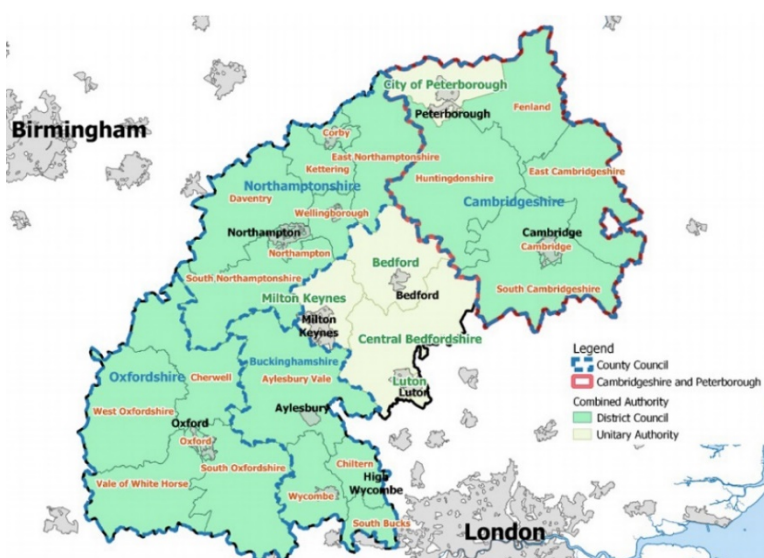 City of Peterborough
Fenland
Peterborough
Birmingham
Corby
East Northamptonshire
Kettering
Huntingdonshire
East Cambridgeshire
Northamptonshire
Daventry
Cambridgeshire
Wellingborough
Northampton
Cambridge
Cambridge
Northampton
Bedford
South Northamptonshire
South Cambridgeshire
Milton Keynes
Bedford
Milton
Keynes
Central Bedfordshire
Legend
County Council
Cambridgeshire and Peterborough
Combined Authority
District Council
Unitary Authority
Buckinghamshire
Oxfordshire
Cherwell
Aylesbury Vale
Luton
Luton
West Oxfordshire
Aylesbury
Oxford
Oxford
South Oxfordshire
Chiltern
High
Wycombe
Vale of White Horse
Wycombe
South Bucks
London